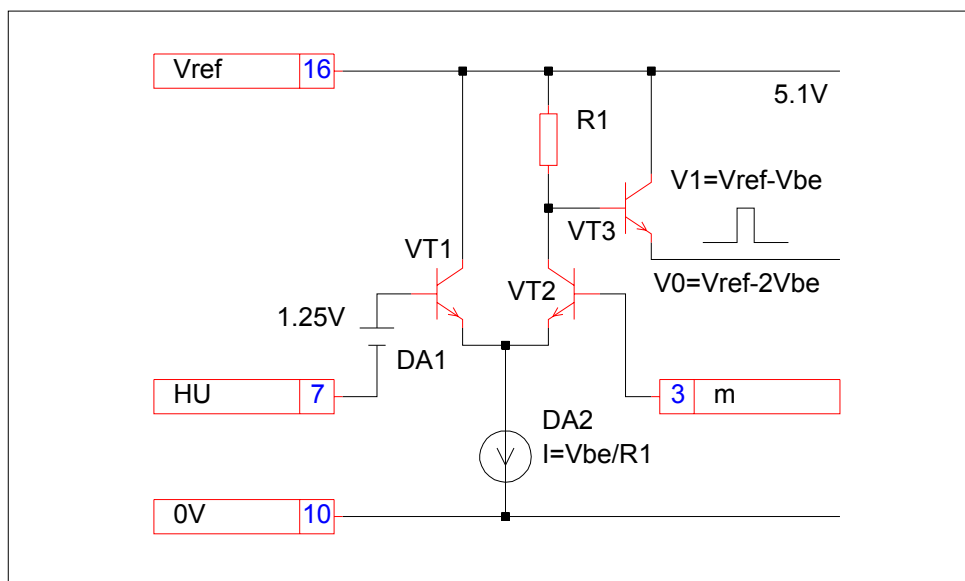 Vref 16
5.1V
R1
V1=Vref-Vbe
VT3
VT1
V0=Vref-2Vbe
VT2
1.25V
DA1
HU 7
3 m
DA2
I=Vbe/R1
0V 10